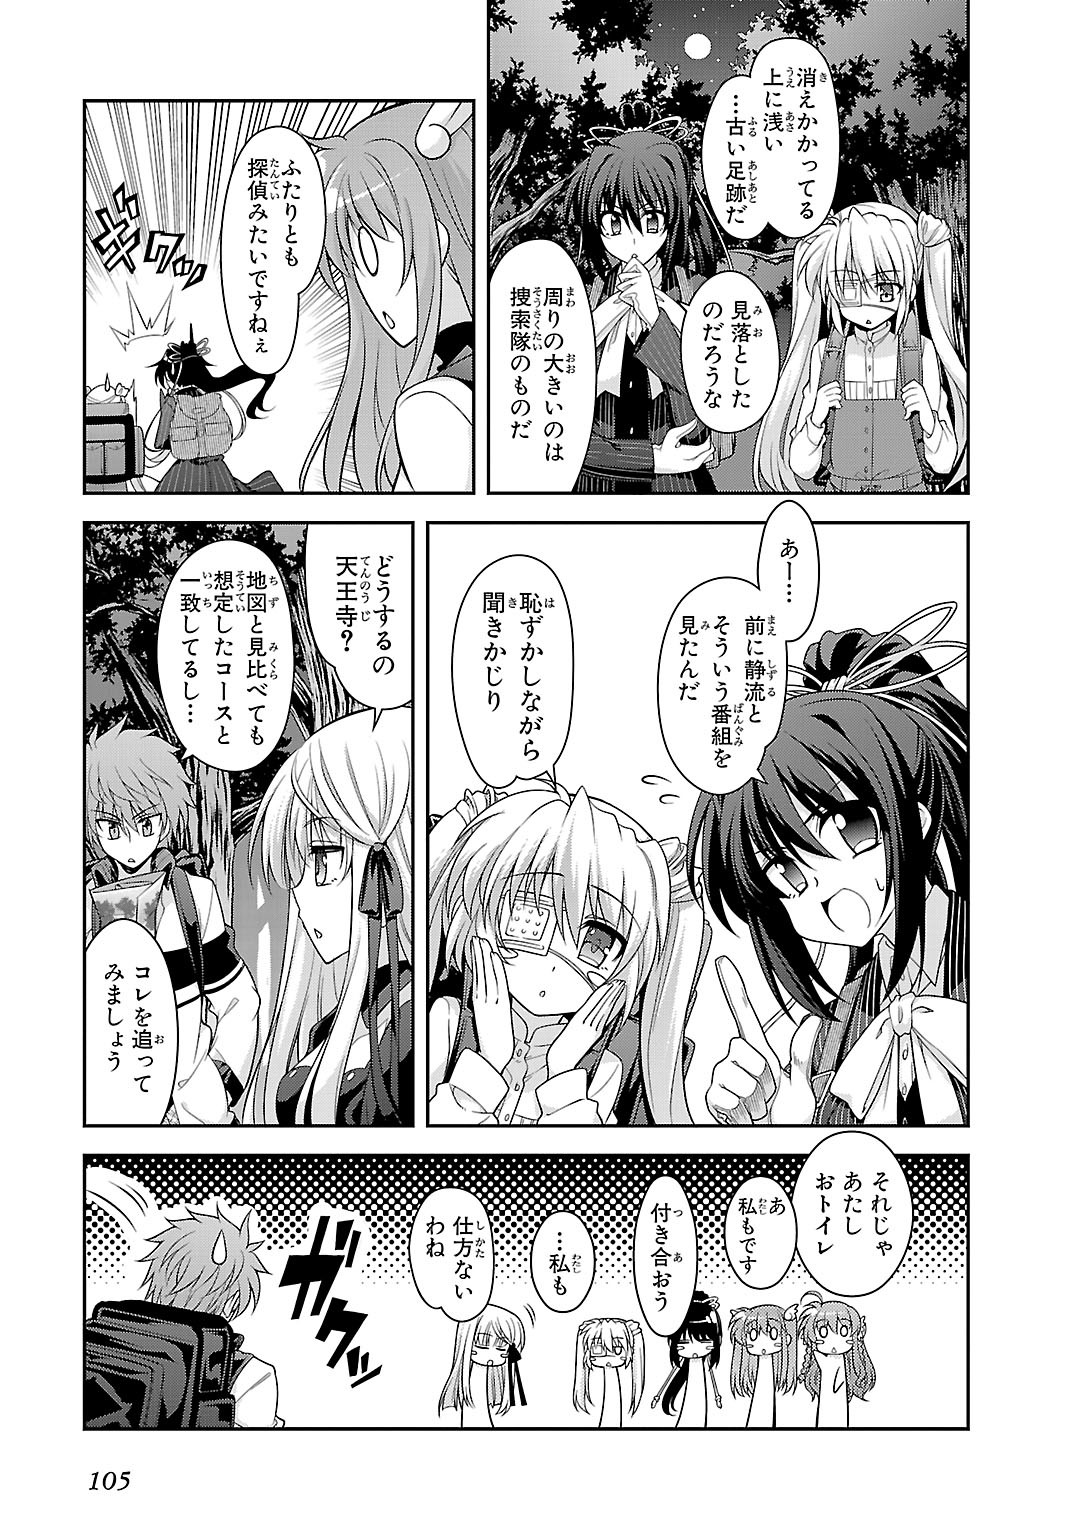 消えかかってる
上に浅い
…古い足跡だ
見落とした
のだろうな
周りの大きいのは
捜索隊のものだ
ふたりとも
探偵みたいですねぇ
ギクッ
あー…
前に静流と
そういう番組を
見たんだ
恥ずかしながら
聞きかじり
どうするの
天王寺?
地図と見比べても
想定したコースと
一致してるし…
コレを追って
みましょう
それじゃ
あたし
おトイレ
あ
私もです
付き合おう
…私も
仕方ない
わね
ガクッ
105